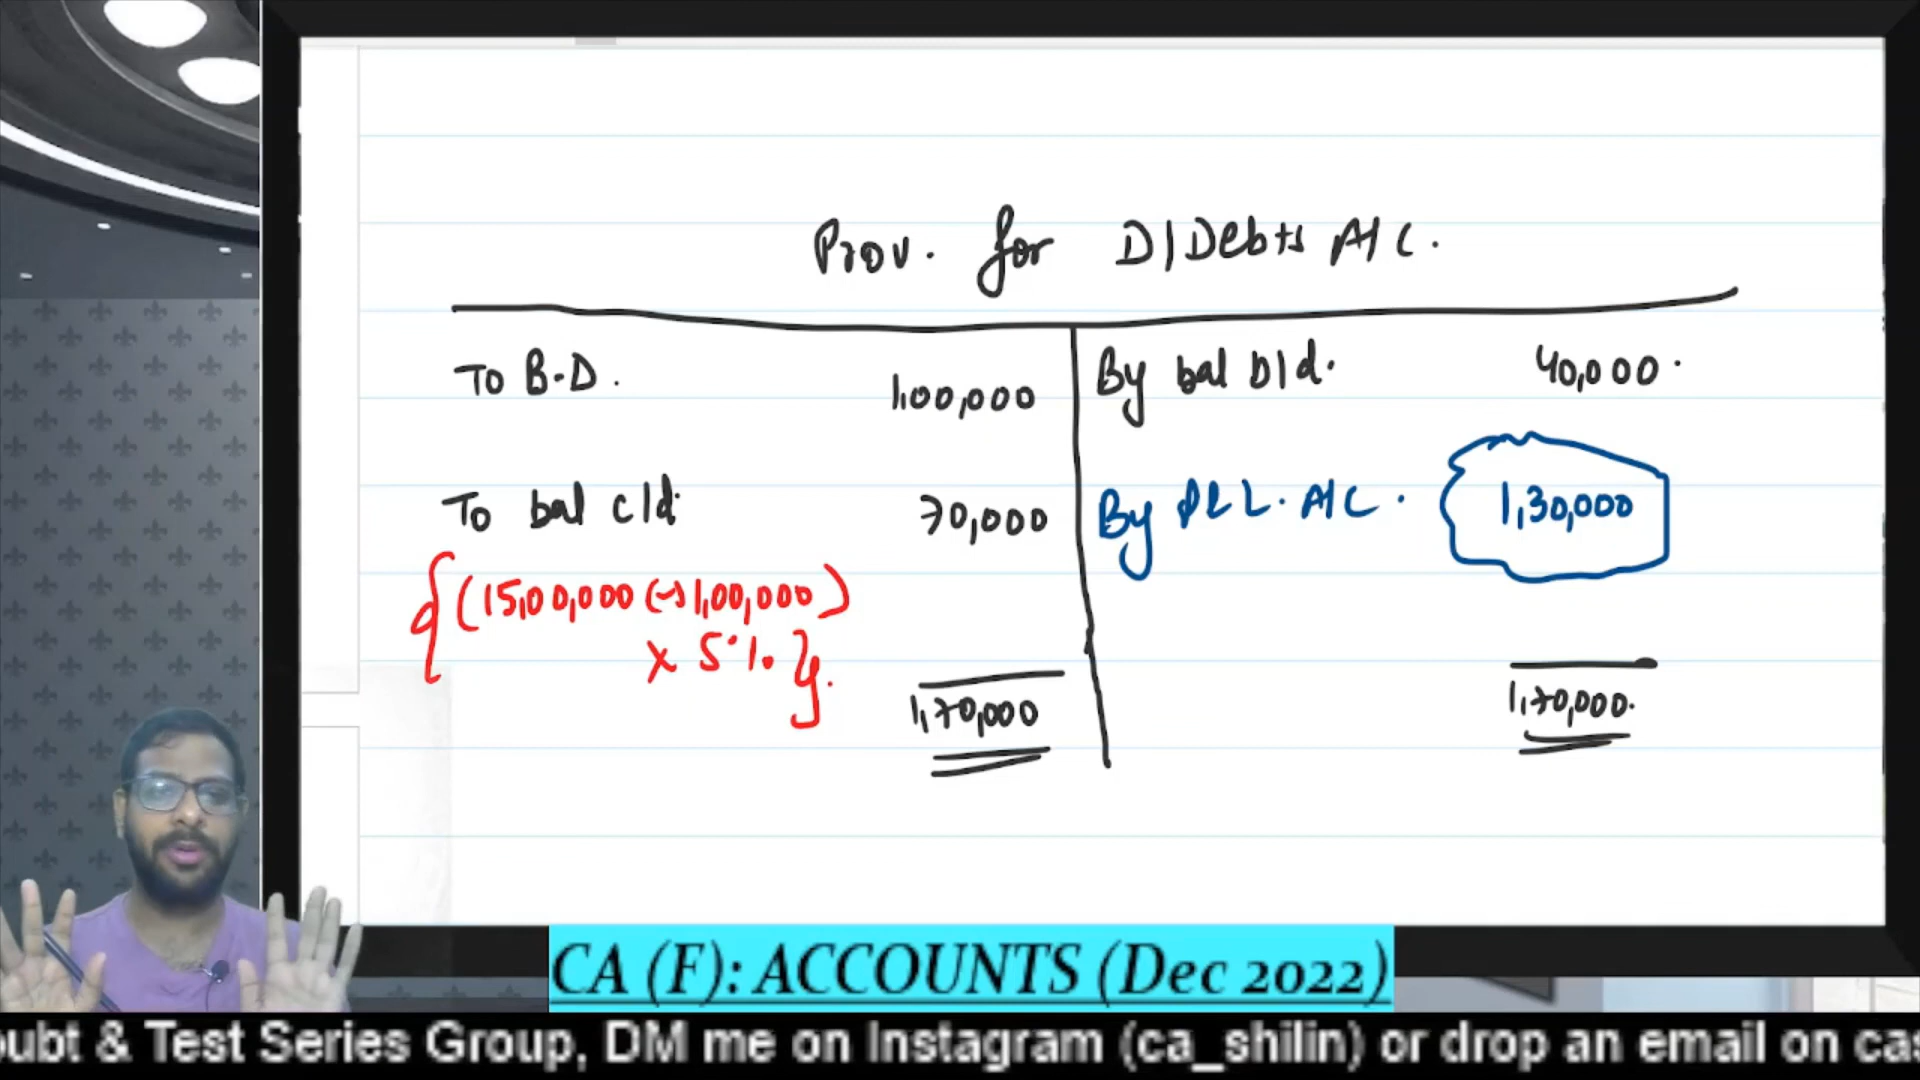 Prov. for D/Debts A/C.
To B.D. 1,00,000 By bal b/d. 40,000.
To bal c/d. 70,000 By P&L. A/C. 1,30,000
{(15,00,000 (-) 1,00,000)
x 5%}.
1,70,000 1,70,000.
CA (F): ACCOUNTS (Dec 2022)
& Test Series Group, DM me on Instagram (ca_shilin) or drop an email on